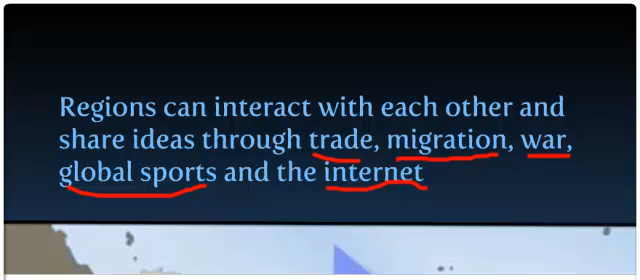 Regions can interact with each other and
share ideas through trade, migration, war,
global sports and the internet